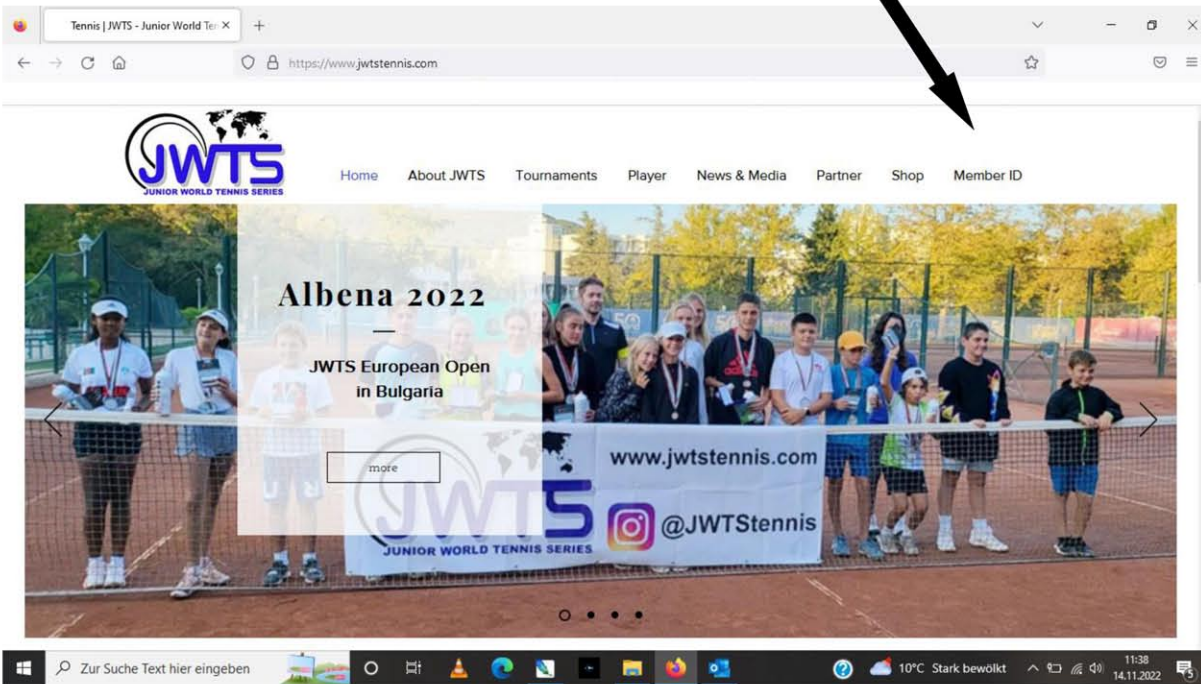 Tennis | JWTS - Junior World Ten
https://www.jwtstennis.com
JWTS
JUNIOR WORLD TENNIS SERIES
Home About JWTS Tournaments Player News & Media Partner Shop Member ID
Albena 2022
JWTS European Open
in Bulgaria
more
www.jwtstennis.com
@JWTStennis
JWTS
JUNIOR WORLD TENNIS SERIES
Zur Suche Text hier eingeben
10°C Stark bewölkt
11:38
14.11.2022
5